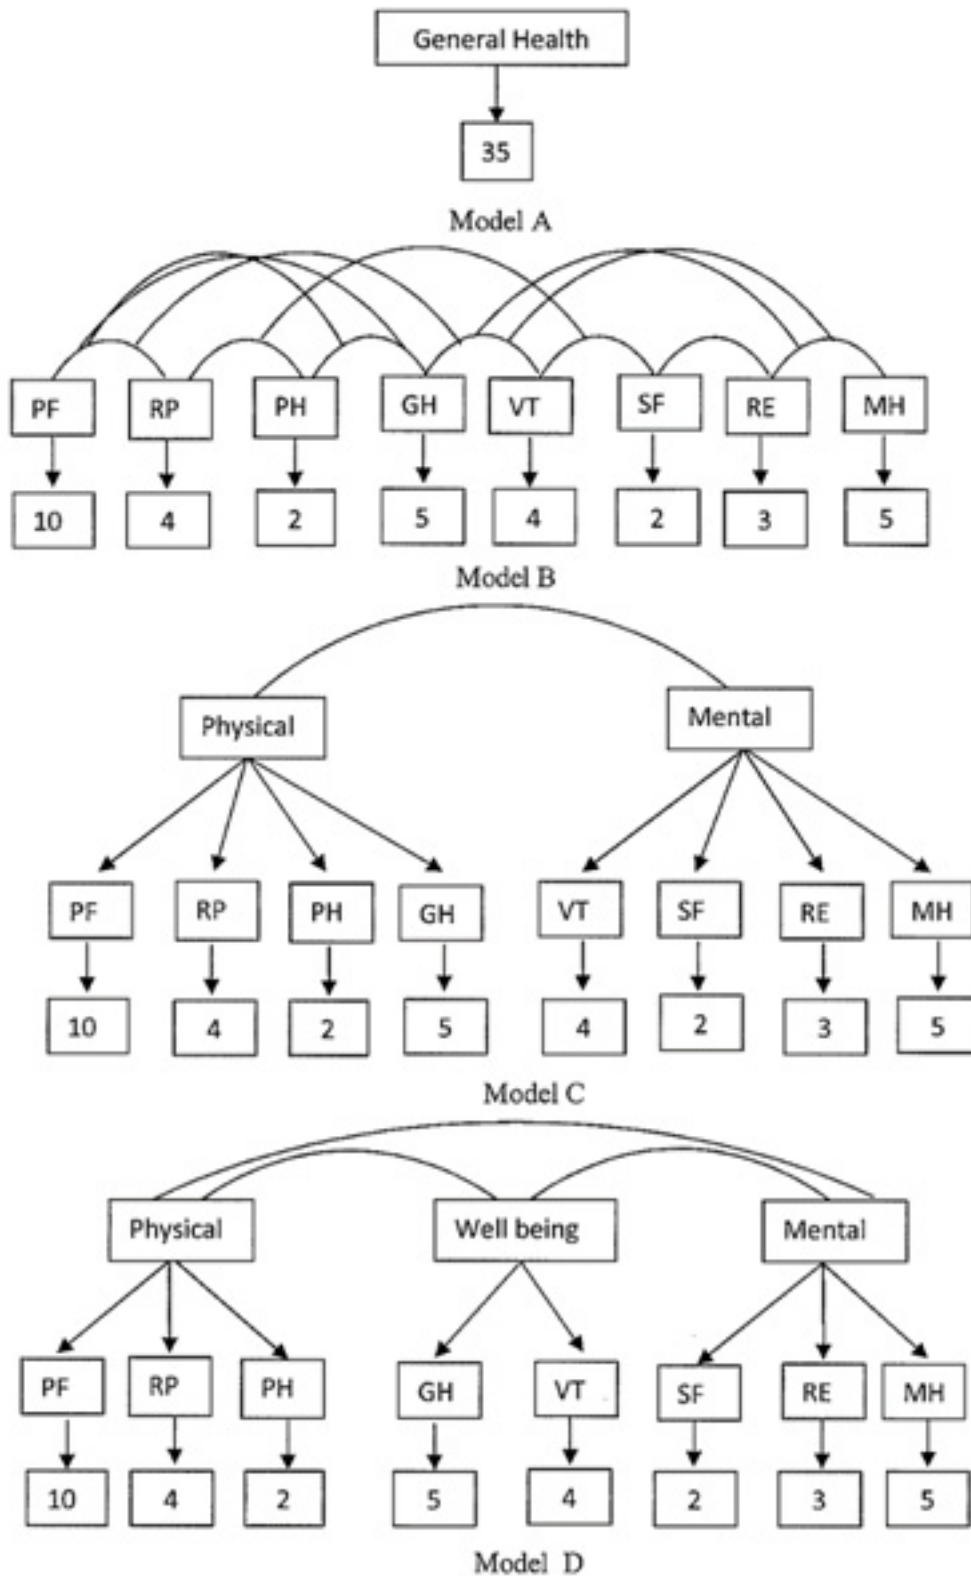 General Health
35
Model A
PF RP PH GH VT SF RE MH
10 4 2 5 4 2 3 5
Model B
Physical Mental
PF RP PH GH VT SF RE MH
10 4 2 5 4 2 3 5
Model C
Physical Well being Mental
PF RP PH GH VT SF RE MH
10 4 2 5 4 2 3 5
Model D